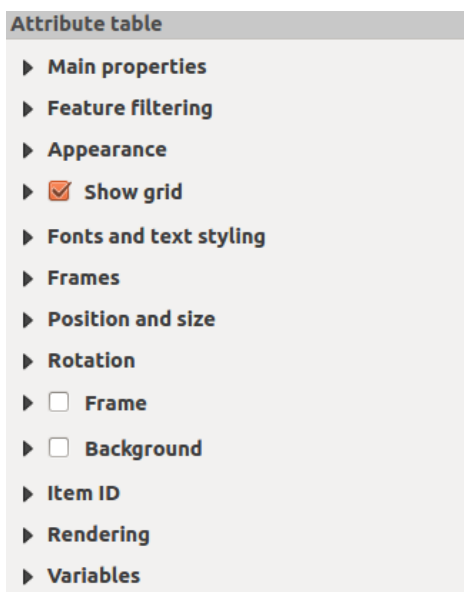 Attribute table
Main properties
Feature filtering
Appearance
Show grid
Fonts and text styling
Frames
Position and size
Rotation
Frame
Background
Item ID
Rendering
Variables